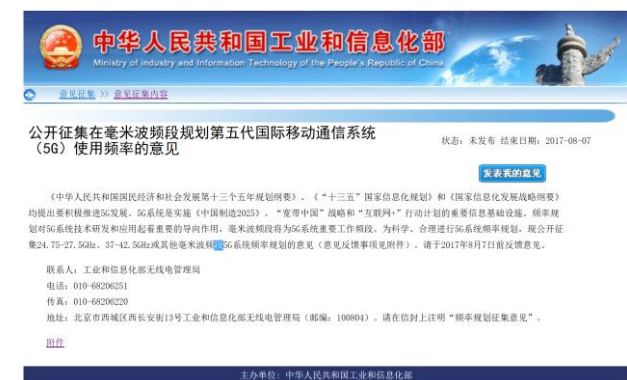 中华人民共和国工业和信息化部
Ministry of Industry and Information Technology of the People's Republic of China
意见征集 >> 意见征集内容
公开征集在毫米波频段规划第五代国际移动通信系统
（5G）使用频率的意见
状态：未发布 结束日期：2017-08-07
发表我的意见
《中华人民共和国国民经济和社会发展第十三个五年规划纲要》、《“十三五”国家信息化规划》和《国家信息化发展战略纲要》
均提出要积极推进5G发展。5G系统是实施《中国制造2025》、“宽带中国”战略和“互联网+”行动计划的重要信息基础设施。频率规
划对5G系统技术研发和应用起着重要的导向作用，毫米波频段将为5G系统重要工作频段。为科学、合理进行5G系统频率规划，现公开征
集24.75-27.5GHz、37-42.5GHz或其他毫米波频段5G系统频率规划的意见（意见反馈事项见附件）。请于2017年8月7日前反馈意见。
联系人：工业和信息化部无线电管理局
电话：010-68206251
传真：010-68206220
地址：北京市西城区西长安街13号工业和信息化部无线电管理局（邮编：100804）。请在信封上注明“频率规划征集意见”。
附件
主办单位：中华人民共和国工业和信息化部